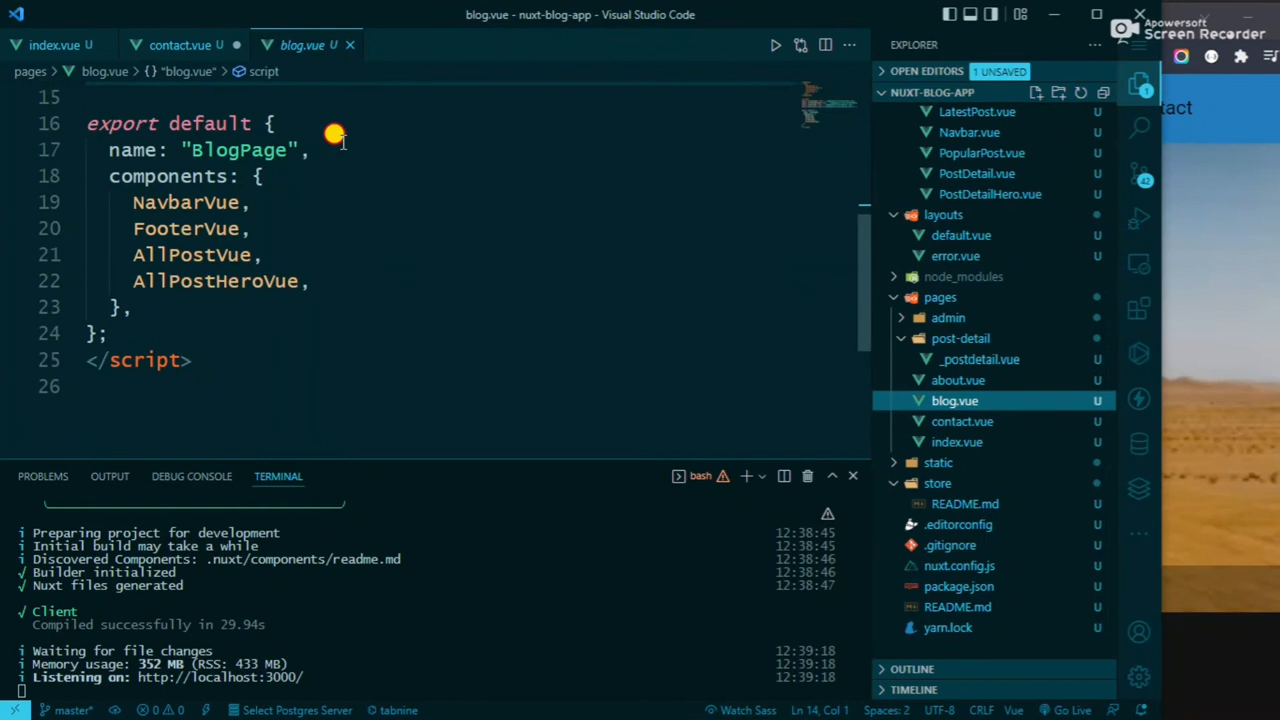 blog.vue - nuxt-blog-app - Visual Studio Code
Apowersoft
Screen Recorder
index.vue U
contact.vue U
blog.vue U
pages > blog.vue > {} "blog.vue" > script
15
16 export default {
17 name: "BlogPage",
18 components: {
19 NavbarVue,
20 FooterVue,
21 AllPostVue,
22 AllPostHeroVue,
23 },
24 };
25 </script>
26
PROBLEMS OUTPUT DEBUG CONSOLE TERMINAL
bash
i Preparing project for development 12:38:45
i Initial build may take a while 12:38:45
i Discovered Components: .nuxt/components/readme.md 12:38:46
√ Builder initialized 12:38:46
√ Nuxt files generated 12:38:47
√ Client
Compiled successfully in 29.94s
i Waiting for file changes 12:39:18
i Memory usage: 352 MB (RSS: 433 MB) 12:39:18
i Listening on: http://localhost:3000/ 12:39:18
EXPLORER
OPEN EDITORS 1 UNSAVED
NUXT-BLOG-APP
LatestPost.vue U
Navbar.vue U
PopularPost.vue U
PostDetail.vue U
PostDetailHero.vue U
layouts
default.vue U
error.vue U
node_modules
pages
admin
post-detail
_postdetail.vue U
about.vue U
blog.vue U
contact.vue U
index.vue U
static
store
README.md U
.editorconfig U
.gitignore U
nuxt.config.js U
package.json U
README.md U
yarn.lock U
OUTLINE
TIMELINE
1
42
tact
master* 0 0 Select Postgres Server tabnine Watch Sass Ln 14, Col 1 Spaces: 2 UTF-8 CRLF Vue Go Live